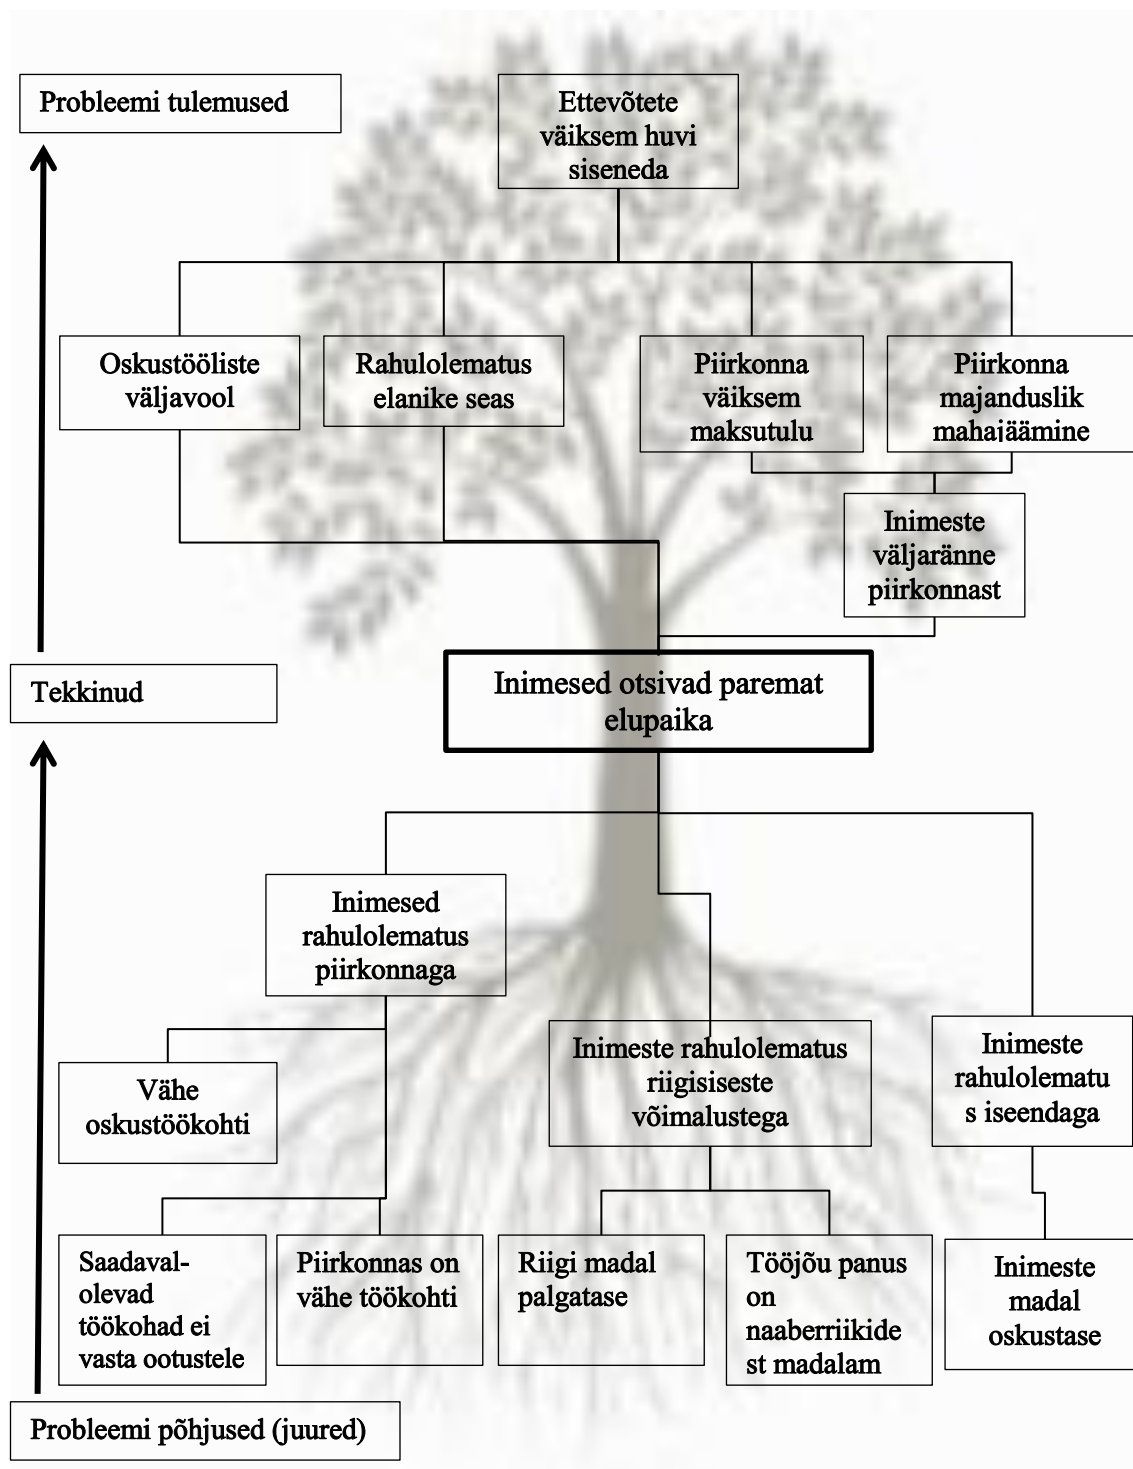 Probleemi tulemused
Ettevõtete
väiksem huvi
siseneda
Oskustööliste
väljavool
Rahulolematus
elanike seas
Piirkonna
väiksem
maksutulu
Piirkonna
majanduslik
mahajäämine
Inimeste
väljaränne
piirkonnast
Tekkinud
Inimesed otsivad paremat
elupaika
Inimesed
rahulolematus
piirkonnaga
Inimeste rahulolematus
riigisiseste
võimalustega
Inimeste
rahulolematu
s iseendaga
Vähe
oskustöökohti
Saadaval-
olevad
töökohad ei
vasta ootustele
Piirkonnas on
vähe töökohti
Riigi madal
palgatase
Tööjõu panus
on
naaberriikide
st madalam
Inimeste
madal
oskustase
Probleemi põhjused (juured)